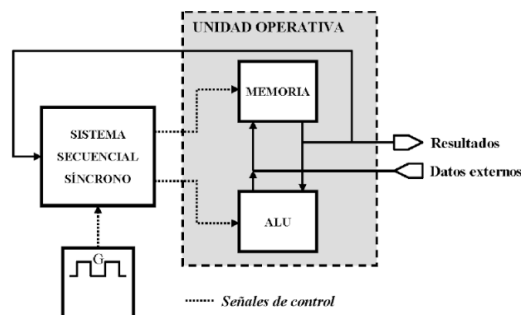 UNIDAD OPERATIVA
MEMORIA
SISTEMA
SECUENCIAL
SÍNCRONO
Resultados
Datos externos
ALU
G
Señales de control